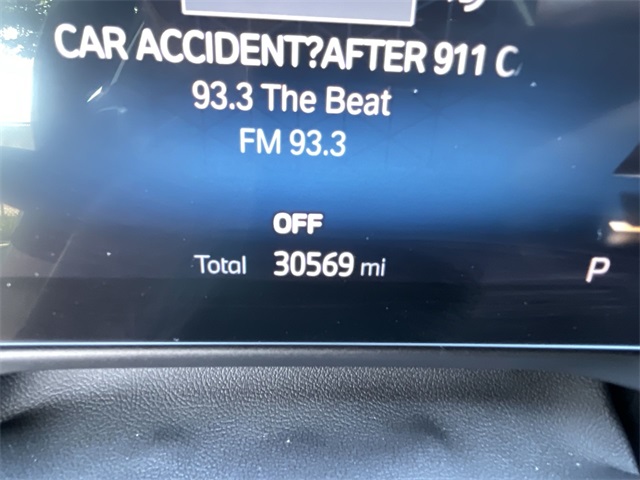 CAR ACCIDENT?AFTER 911 C
93.3 The Beat
FM 93.3
OFF
Total 30569 mi
P